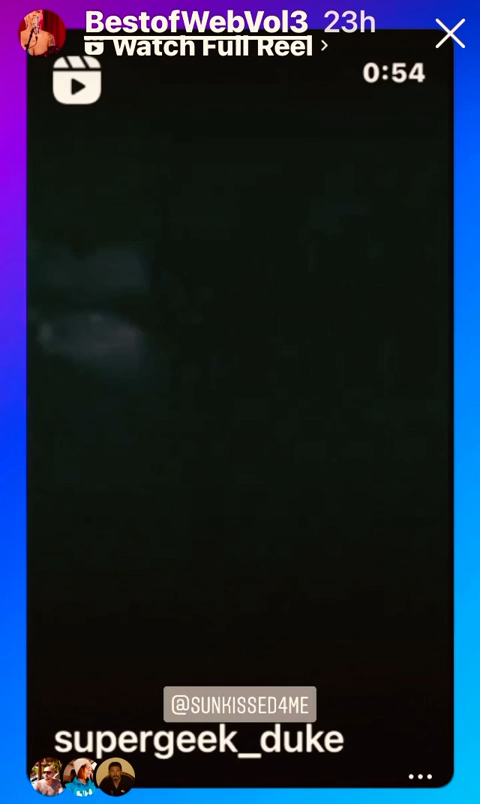 BestofWebVol3 23h
Watch Full Reel ›
0:54
@SUNKISSED4ME
supergeek_duke